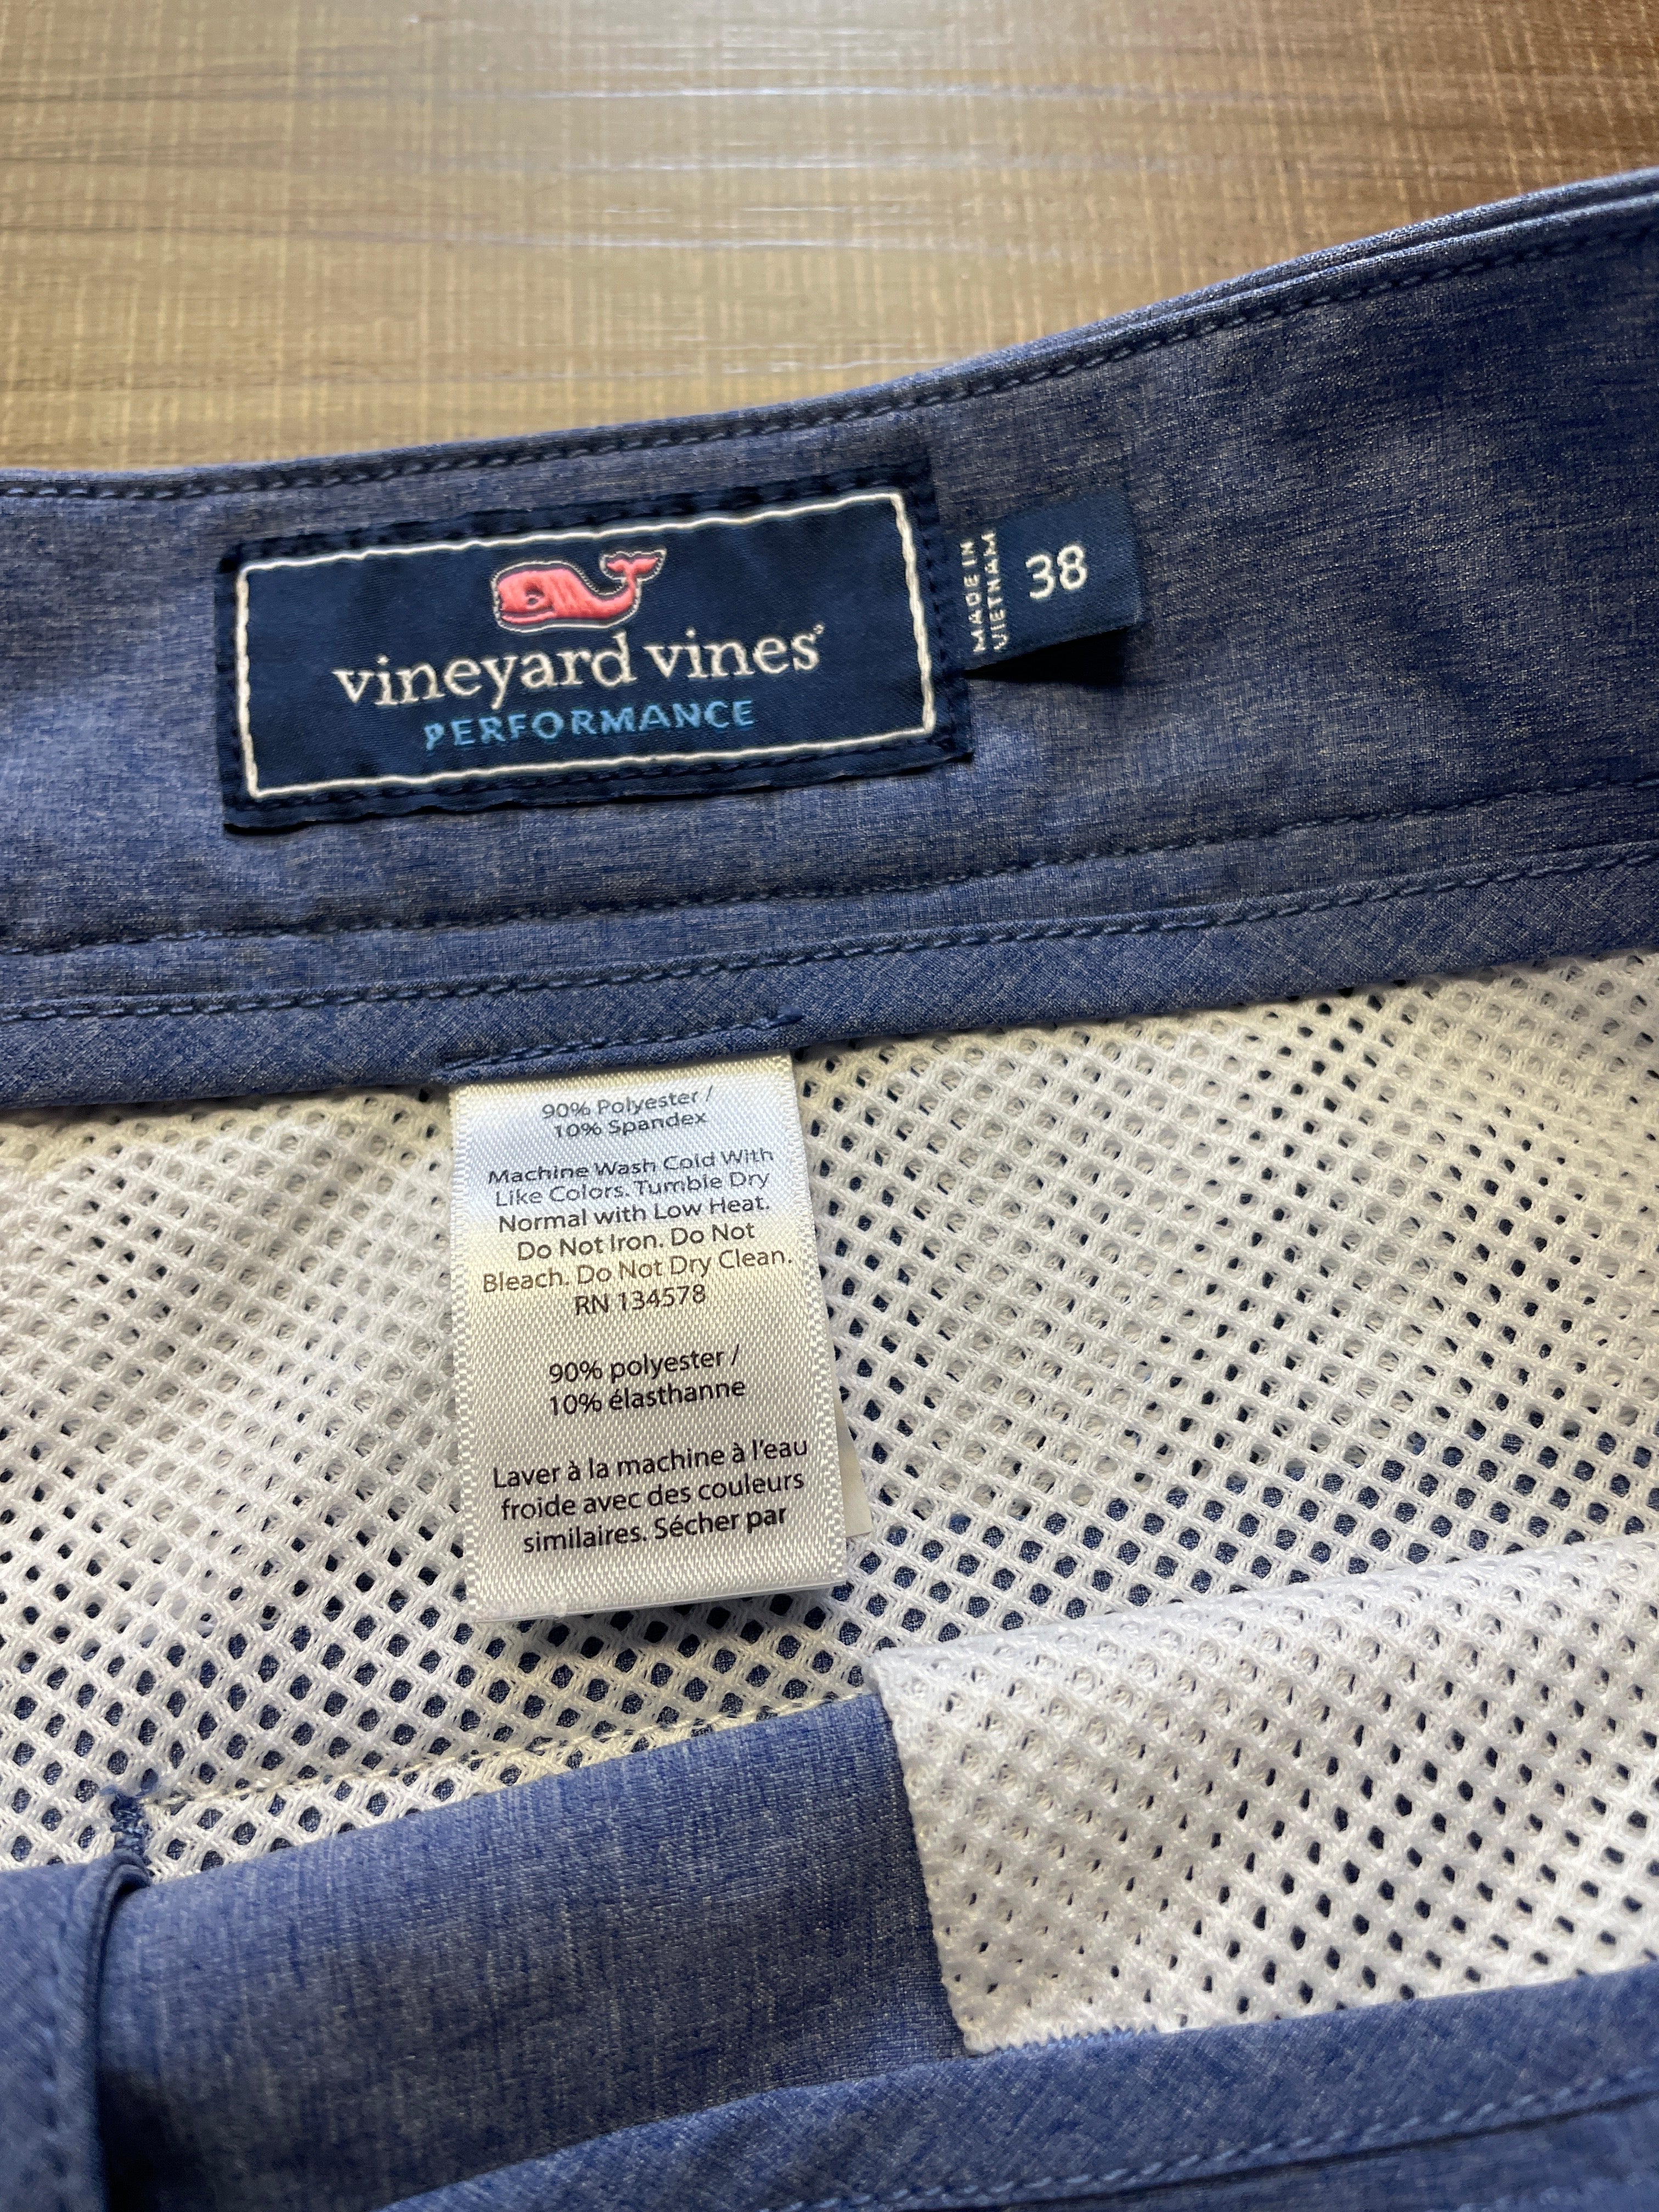 vineyard vines®
PERFORMANCE
MADE IN
VIETNAM
38
90% Polyester /
10% Spandex
Machine Wash Cold With
Like Colors. Tumble Dry
Normal with Low Heat.
Do Not Iron. Do Not
Bleach. Do Not Dry Clean.
RN 134578
90% polyester /
10% élasthanne
Laver à la machine à l'eau
froide avec des couleurs
similaires. Sécher par